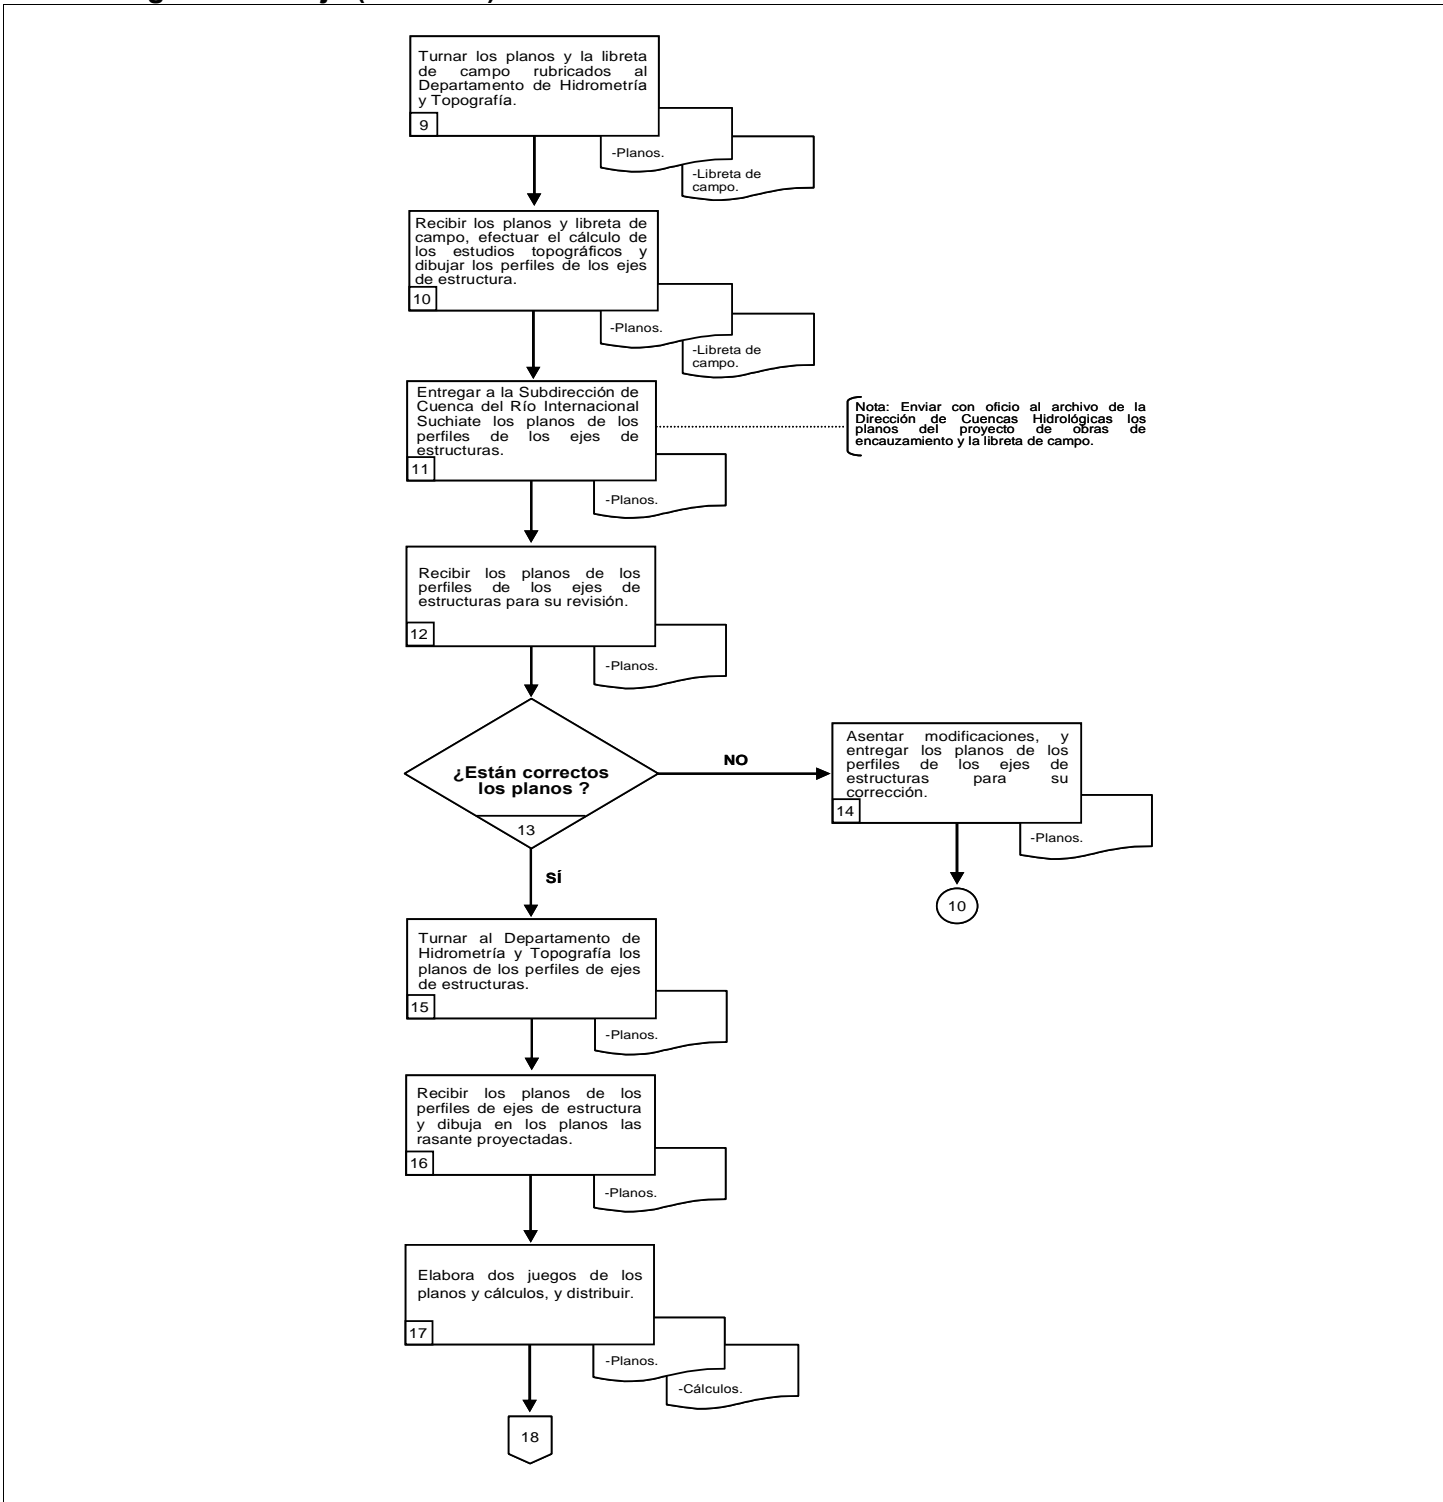 Turnar los planos y la libreta
de campo rubricados al
Departamento de Hidrometría
y Topografía.
9
-Planos.
-Libreta de
campo.
Recibir los planos y libreta de
campo, efectuar el cálculo de
los estudios topográficos y
dibujar los perfiles de los ejes
de estructura.
10
-Planos.
-Libreta de
campo.
Entregar a la Subdirección de
Cuenca del Río Internacional
Suchiate los planos de los
perfiles de los ejes de
estructuras.
11
-Planos.
Nota: Enviar con oficio al archivo de la
Dirección de Cuencas Hidrológicas los
planos del proyecto de obras de
encauzamiento y la libreta de campo.
Recibir los planos de los
perfiles de los ejes de
estructuras para su revisión.
12
-Planos.
¿Están correctos
los planos ?
13
NO
Asentar modificaciones, y
entregar los planos de los
perfiles de los ejes de
estructuras para su
corrección.
14
-Planos.
10
SÍ
Turnar al Departamento de
Hidrometría y Topografía los
planos de los perfiles de ejes
de estructuras.
15
-Planos.
Recibir los planos de los
perfiles de ejes de estructura
y dibuja en los planos las
rasante proyectadas.
16
-Planos.
Elabora dos juegos de los
planos y cálculos, y distribuir.
17
-Planos.
-Cálculos.
18